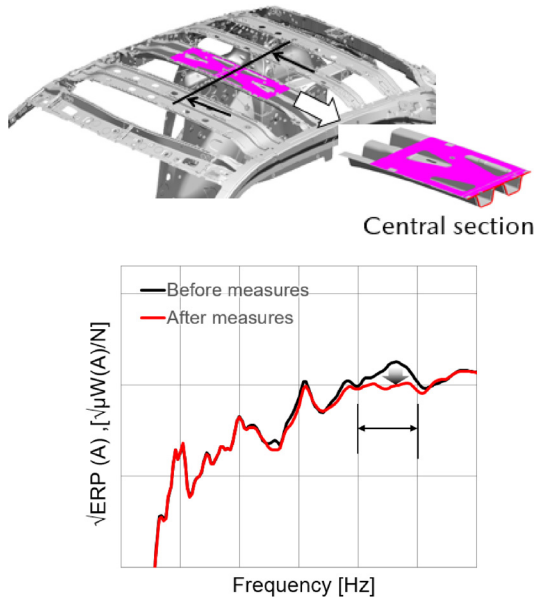 Central section
Before measures
After measures
√ERP (A) ,[√μW(A)/N]
Frequency [Hz]